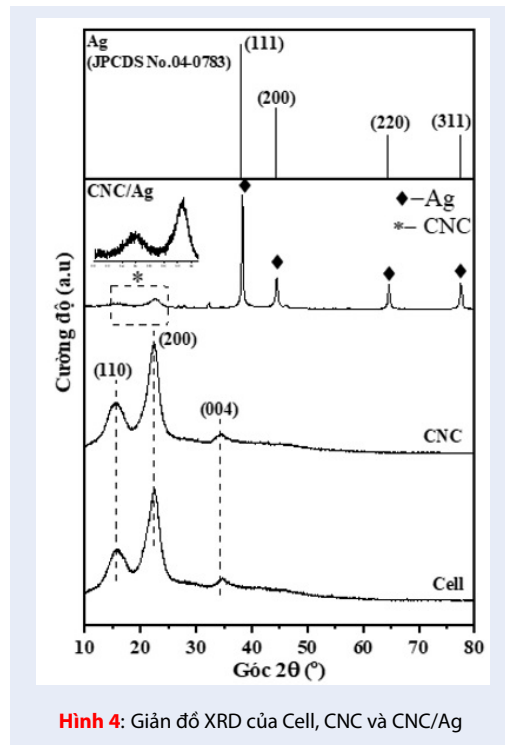 Ag
(JPCDS No.04-0783)
(111)
(200)
(220)
(311)
CNC/Ag
◆–Ag
*– CNC
*
(110)
(200)
(004)
CNC
Cell
Cường độ (a.u)
10 20 30 40 50 60 70 80
Góc 2θ (°)
Hình 4: Giản đồ XRD của Cell, CNC và CNC/Ag